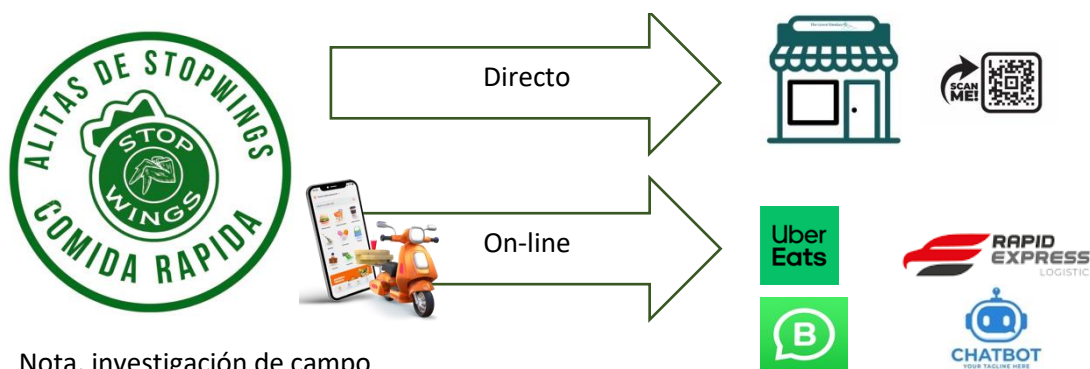 ALITAS DE STOPWINGS
STOP
WINGS
COMIDA RAPIDA
Directo
SCAN
ME!
On-line
Uber
Eats
RAPID
EXPRESS
LOGISTIC
B
CHATBOT
YOUR TAGLINE HERE
Nota. investigación de campo